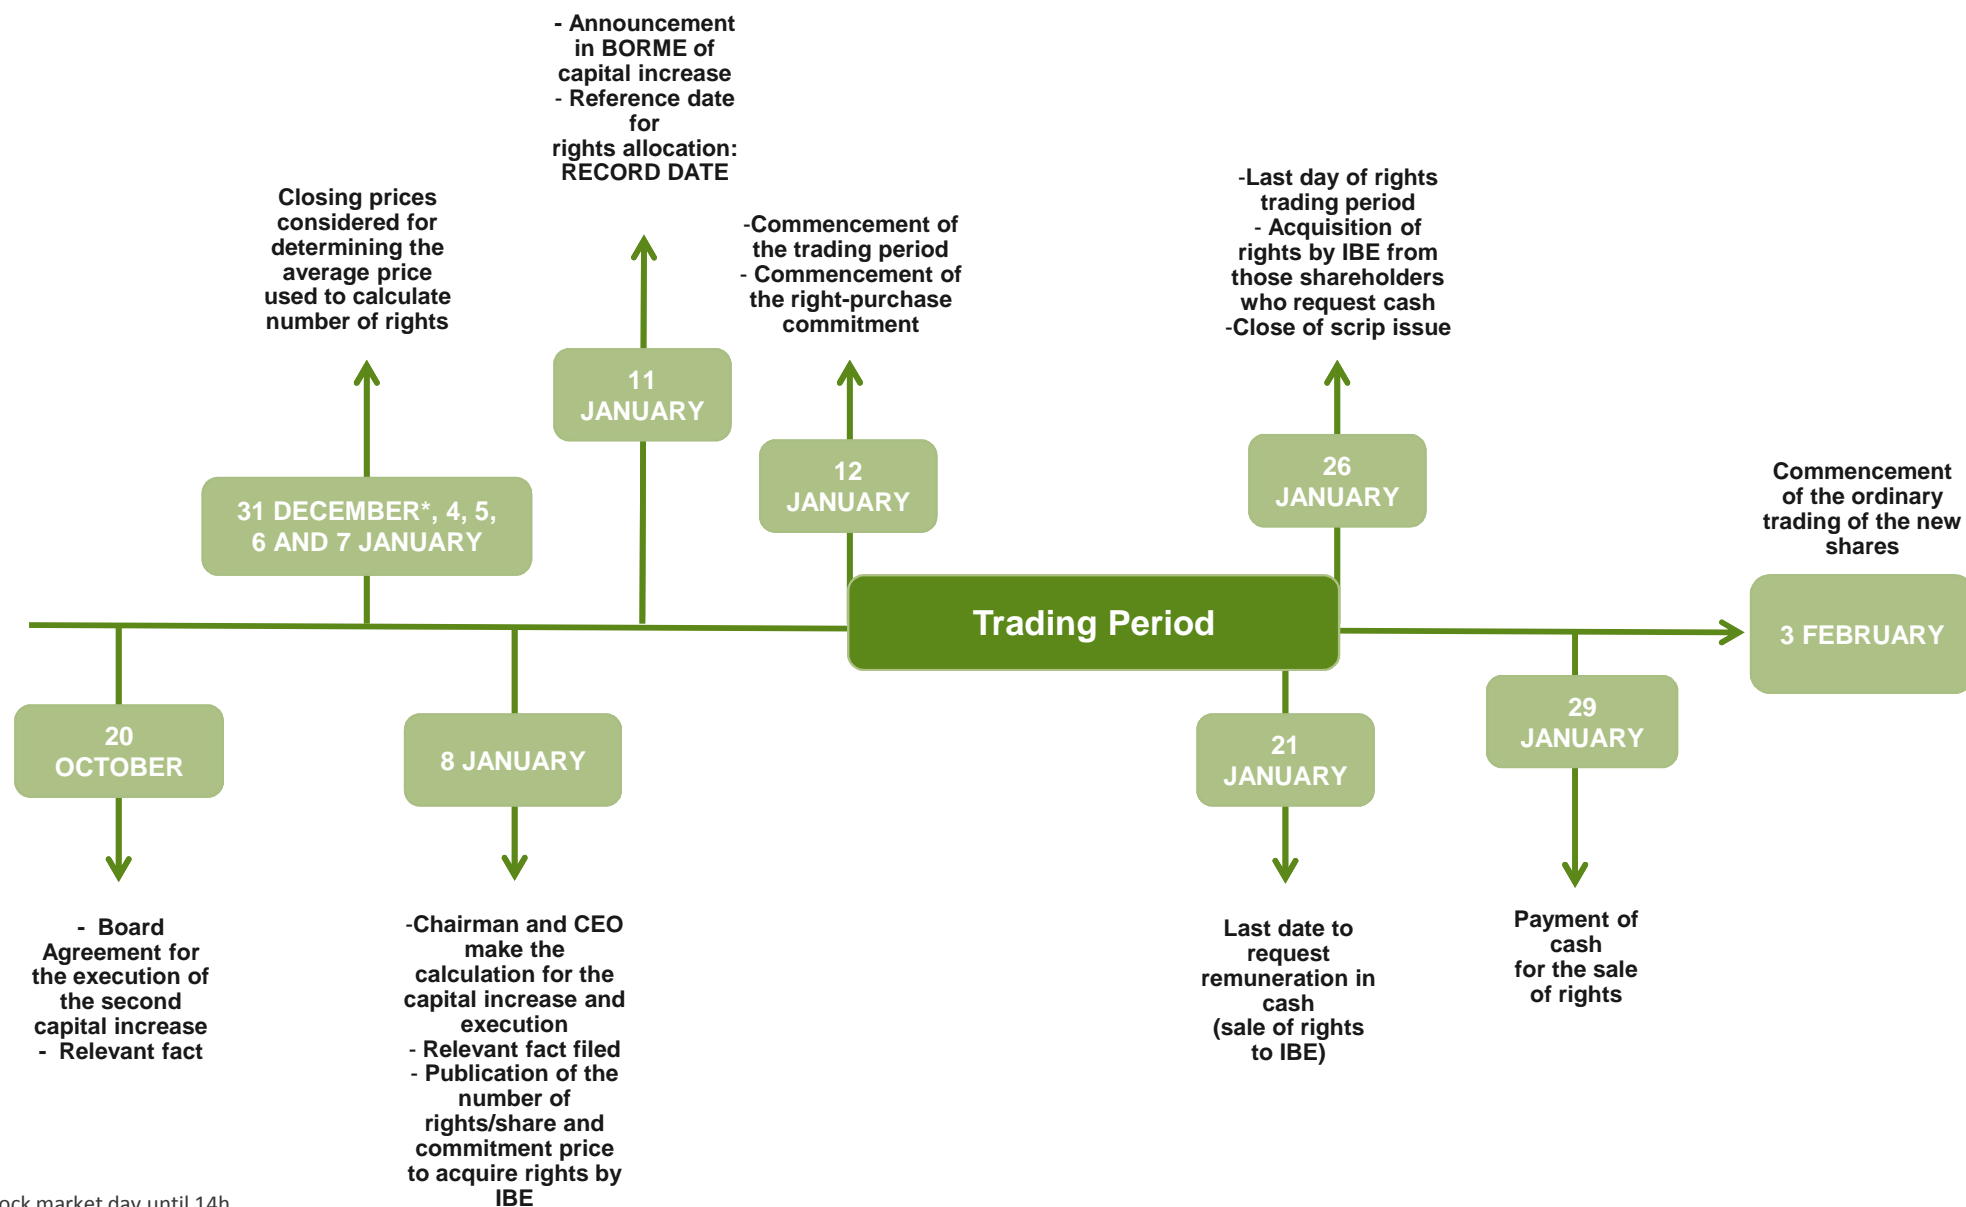 - Announcement
in BORME of
capital increase
- Reference date
for
rights allocation:
RECORD DATE
Closing prices
considered for
determining the
average price
used to calculate
number of rights
-Commencement of
the trading period
- Commencement of
the right-purchase
commitment
-Last day of rights
trading period
- Acquisition of
rights by IBE from
those shareholders
who request cash
-Close of scrip issue
11
JANUARY
12
JANUARY
26
JANUARY
31 DECEMBER*, 4, 5,
6 AND 7 JANUARY
Commencement
of the ordinary
trading of the new
shares
Trading Period
3 FEBRUARY
20
OCTOBER
8 JANUARY
21
JANUARY
29
JANUARY
- Board
Agreement for
the execution of
the second
capital increase
- Relevant fact
-Chairman and CEO
make the
calculation for the
capital increase and
execution
- Relevant fact filed
- Publication of the
number of
rights/share and
commitment price
to acquire rights by
IBE
Last date to
request
remuneration in
cash
(sale of rights
to IBE)
Payment of
cash
for the sale
of rights
ock market day until 14h